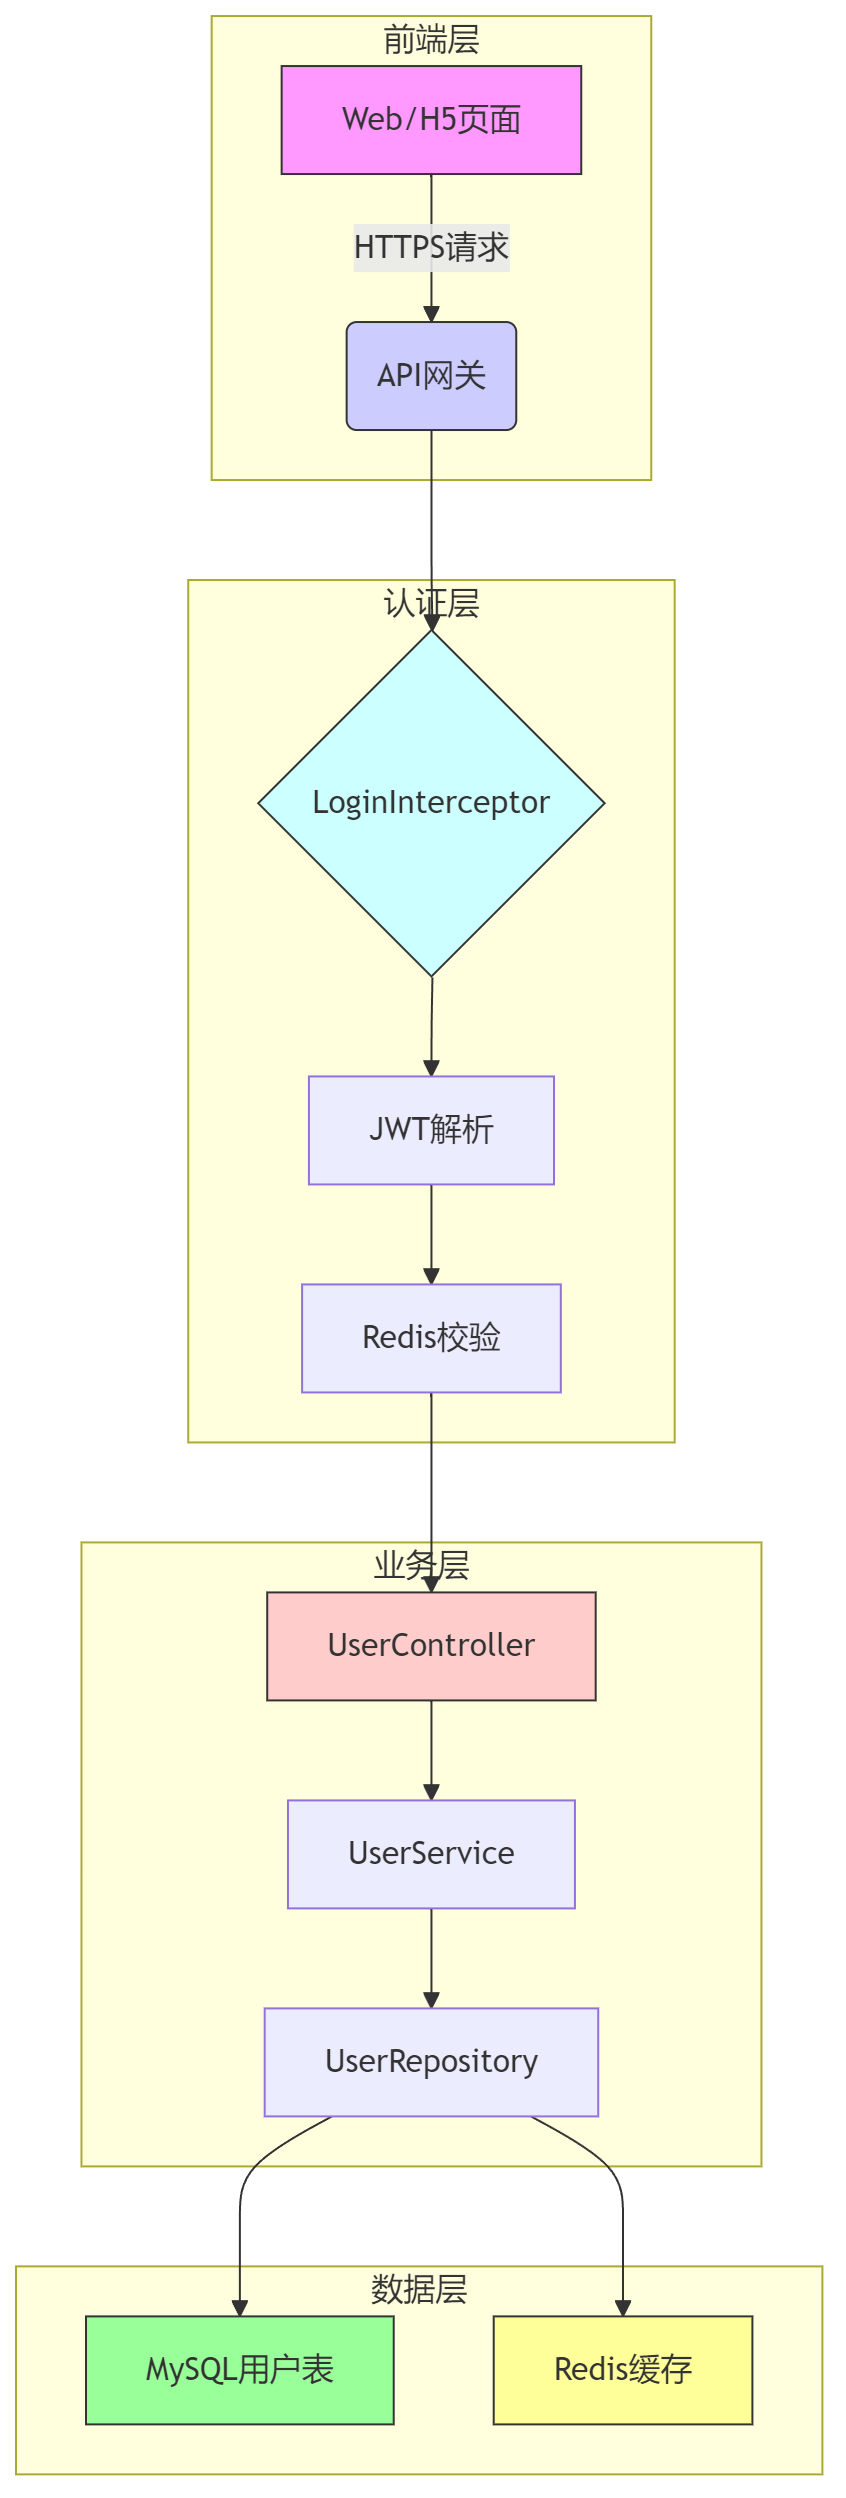 前端层
Web/H5页面
HTTPS请求
API网关
认证层
LoginInterceptor
JWT解析
Redis校验
业务层
UserController
UserService
UserRepository
数据层
MySQL用户表
Redis缓存